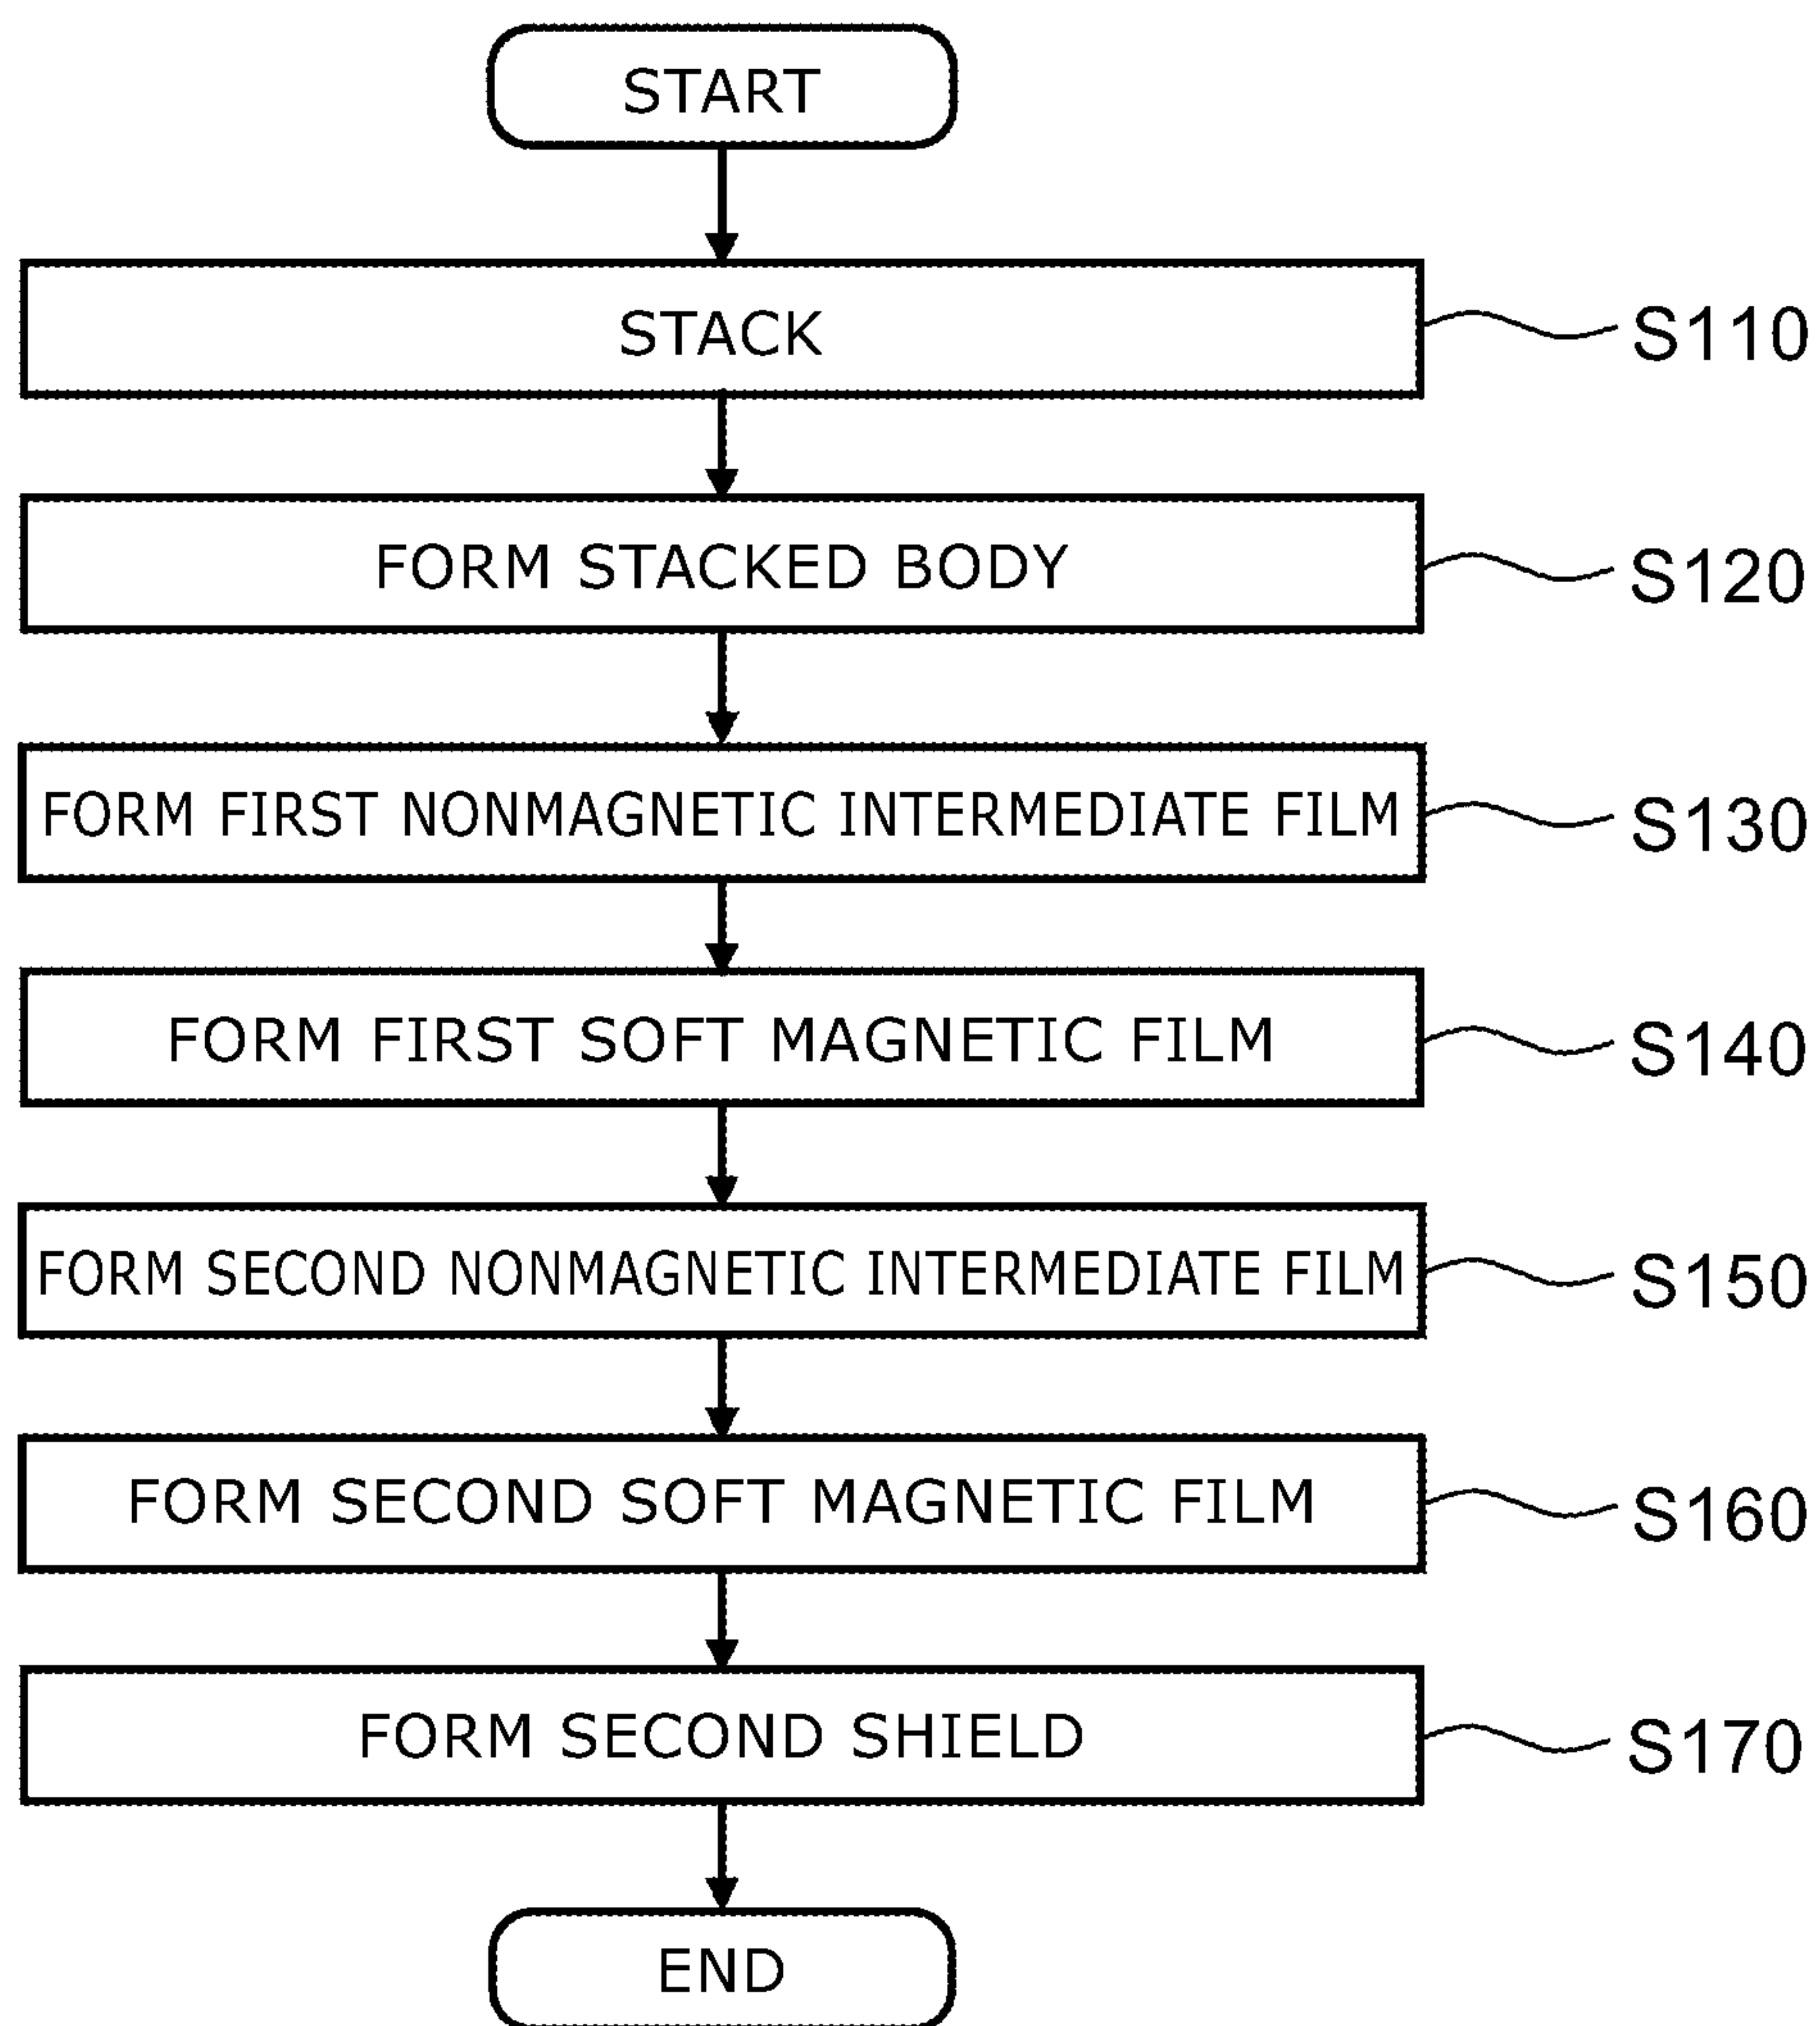 START
STACK S110
FORM STACKED BODY S120
FORM FIRST NONMAGNETIC INTERMEDIATE FILM S130
FORM FIRST SOFT MAGNETIC FILM S140
FORM SECOND NONMAGNETIC INTERMEDIATE FILM S150
FORM SECOND SOFT MAGNETIC FILM S160
FORM SECOND SHIELD S170
END